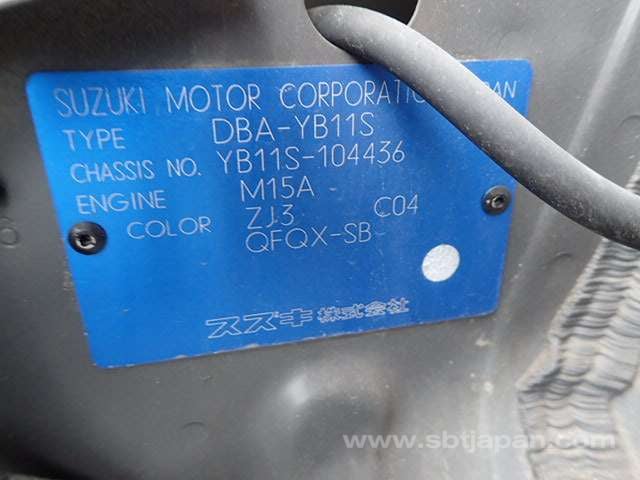 SUZUKI MOTOR CORPORATIO PAN
TYPE DBA-YB11S
CHASSIS NO. YB11S-104436
ENGINE M15A
COLOR ZJ3 C04
QFQX-SB
スズキ株式会社
www.sbtjapan.com